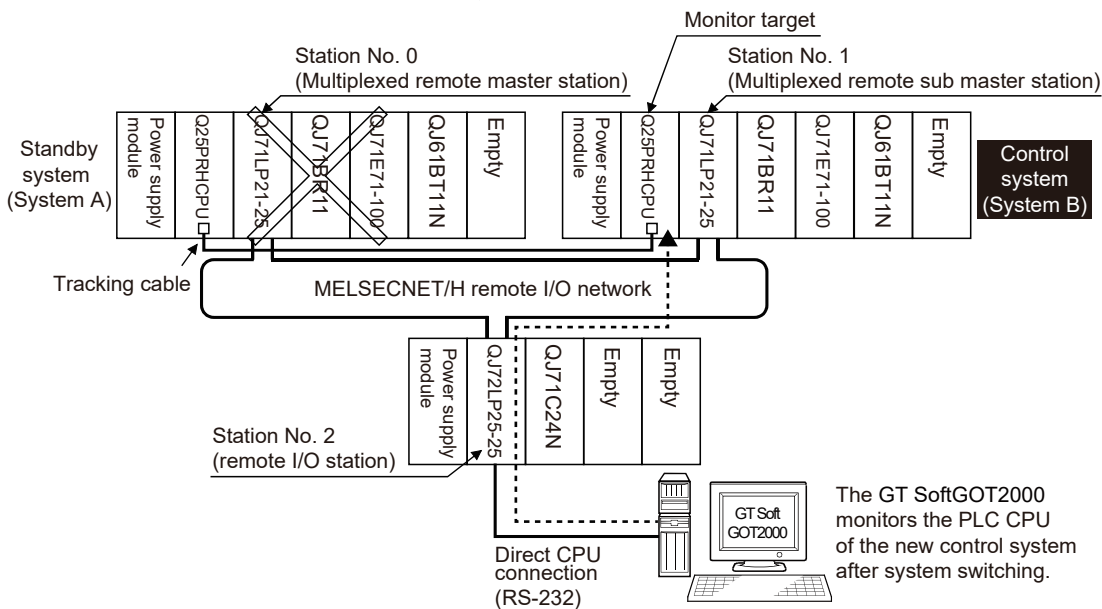 Monitor target
Station No. 0
(Multiplexed remote master station)
Station No. 1
(Multiplexed remote sub master station)
Standby
system
(System A)
Power supply
module
Q25PRHCPU
QJ71LP21-25
QJ71BR11
QJ71E71-100
QJ61BT11N
Empty
Power supply
module
Q25PRHCPU
QJ71LP21-25
QJ71BR11
QJ71E71-100
QJ61BT11N
Empty
Control
system
(System B)
Tracking cable
MELSECNET/H remote I/O network
Power supply
module
QJ72LP25-25
QJ71C24N
Empty
Empty
Station No. 2
(remote I/O station)
Direct CPU
connection
(RS-232)
GT Soft
GOT2000
The GT SoftGOT2000
monitors the PLC CPU
of the new control system
after system switching.